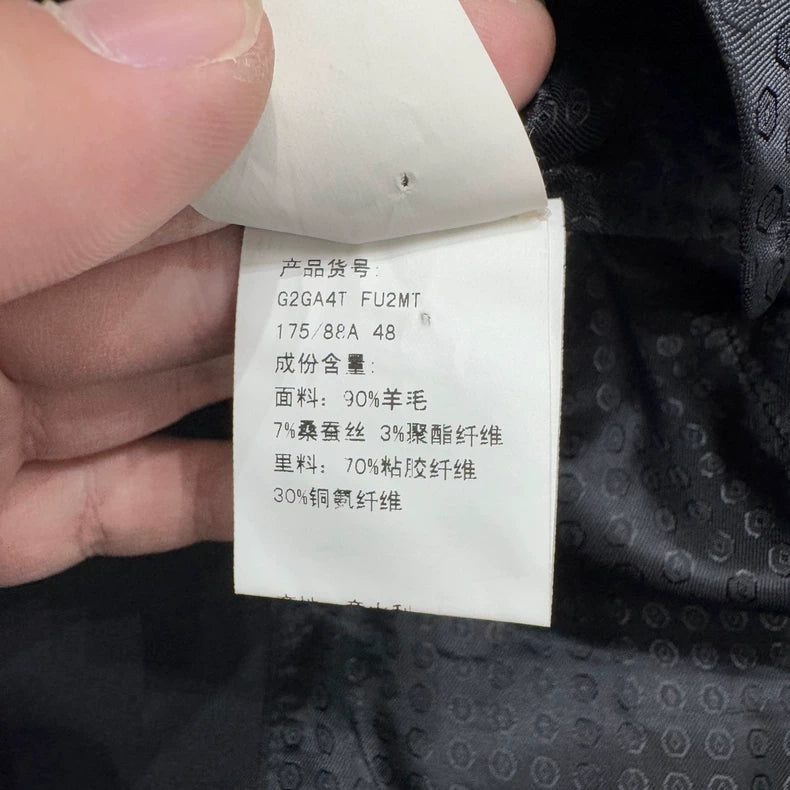 产品货号:
G2GA4T FU2MT
175/88A 48
成份含量:
面料: 90%羊毛
7%桑蚕丝 3%聚酯纤维
里料: 70%粘胶纤维
30%铜氨纤维